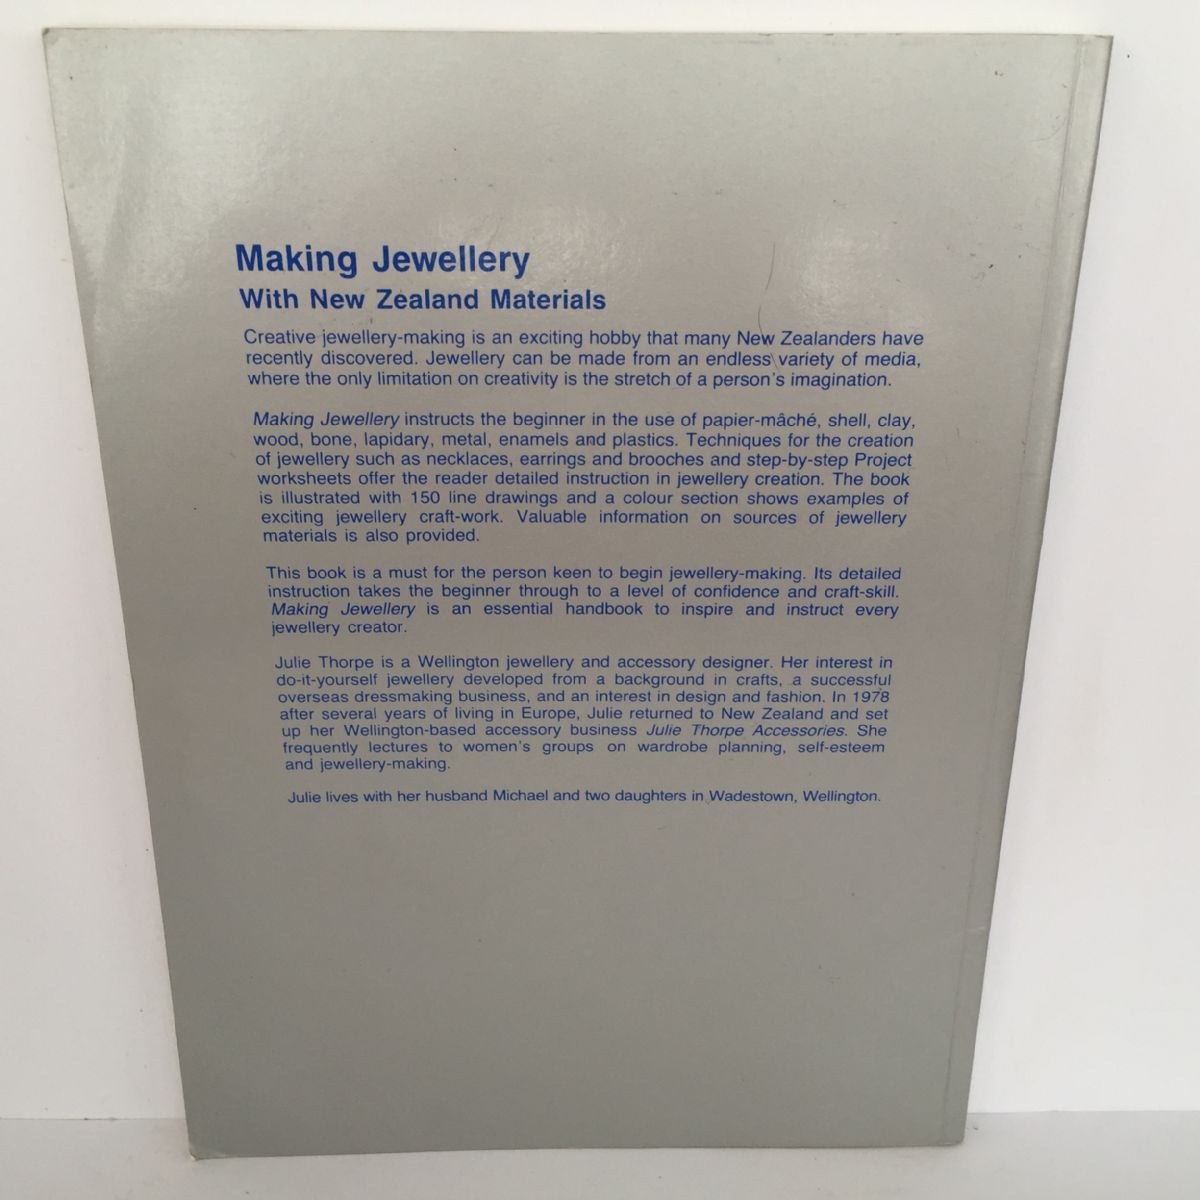 Making Jewellery
With New Zealand Materials
Creative jewellery-making is an exciting hobby that many New Zealanders have
recently discovered. Jewellery can be made from an endless variety of media,
where the only limitation on creativity is the stretch of a person's imagination.
Making Jewellery instructs the beginner in the use of papier-mâché, shell, clay,
wood, bone, lapidary, metal, enamels and plastics. Techniques for the creation
of jewellery such as necklaces, earrings and brooches and step-by-step Project
worksheets offer the reader detailed instruction in jewellery creation. The book
is illustrated with 150 line drawings and a colour section shows examples of
exciting jewellery craft-work. Valuable information on sources of jewellery
materials is also provided.
This book is a must for the person keen to begin jewellery-making. Its detailed
instruction takes the beginner through to a level of confidence and craft-skill.
Making Jewellery is an essential handbook to inspire and instruct every
jewellery creator.
Julie Thorpe is a Wellington jewellery and accessory designer. Her interest in
do-it-yourself jewellery developed from a background in crafts, a successful
overseas dressmaking business, and an interest in design and fashion. In 1978
after several years of living in Europe, Julie returned to New Zealand and set
up her Wellington-based accessory business Julie Thorpe Accessories. She
frequently lectures to women's groups on wardrobe planning, self-esteem
and jewellery-making.
Julie lives with her husband Michael and two daughters in Wadestown, Wellington.